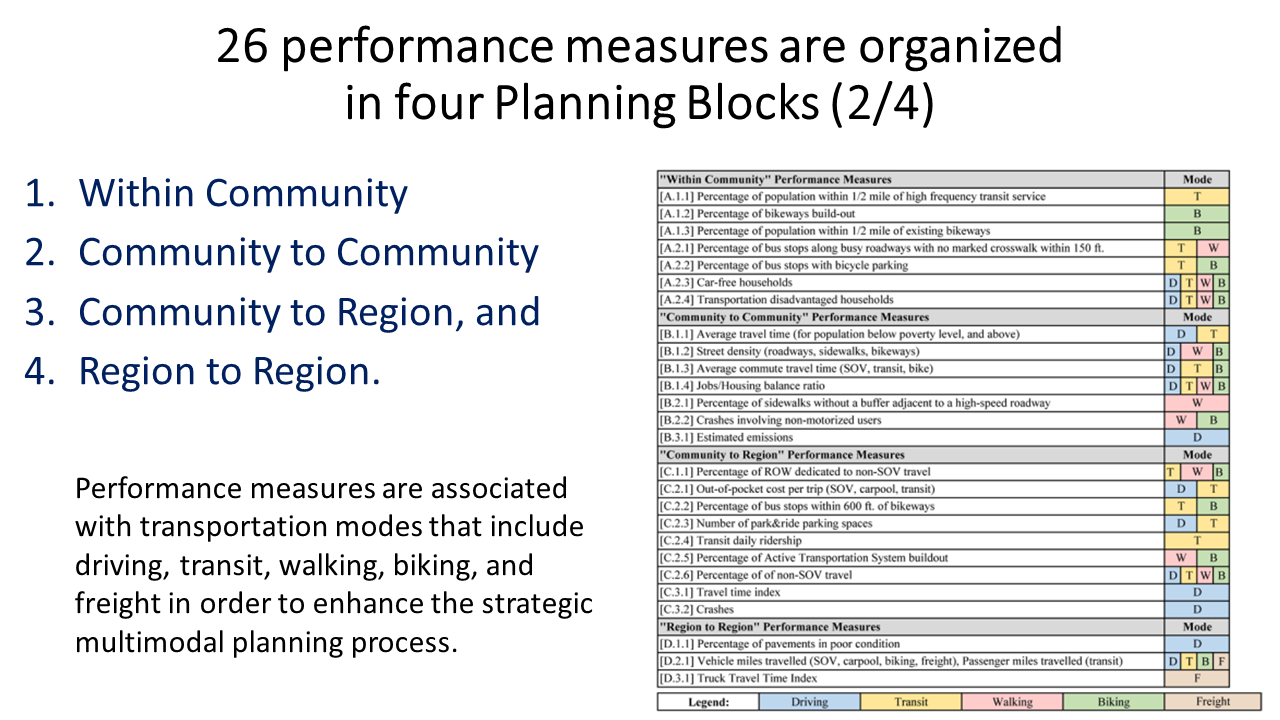 26 performance measures are organized
in four Planning Blocks (2/4)
1. Within Community
2. Community to Community
3. Community to Region, and
4. Region to Region.
Performance measures are associated
with transportation modes that include
driving, transit, walking, biking, and
freight in order to enhance the strategic
multimodal planning process.
"Within Community" Performance Measures Mode
[A.1.1] Percentage of population within 1/2 mile of high frequency transit service T
[A.1.2] Percentage of bikeways build-out B
[A.1.3] Percentage of population within 1/2 mile of existing bikeways B
[A.2.1] Percentage of bus stops along busy roadways with no marked crosswalk within 150 ft. T W
[A.2.2] Percentage of bus stops with bicycle parking T B
[A.2.3] Car-free households D T W B
[A.2.4] Transportation disadvantaged households D T W B
"Community to Community" Performance Measures Mode
[B.1.1] Average travel time (for population below poverty level, and above) D T
[B.1.2] Street density (roadways, sidewalks, bikeways) D W B
[B.1.3] Average commute travel time (SOV, transit, bike) D T B
[B.1.4] Jobs/Housing balance ratio D T W B
[B.2.1] Percentage of sidewalks without a buffer adjacent to a high-speed roadway W
[B.2.2] Crashes involving non-motorized users W B
[B.3.1] Estimated emissions D
"Community to Region" Performance Measures Mode
[C.1.1] Percentage of ROW dedicated to non-SOV travel T W B
[C.2.1] Out-of-pocket cost per trip (SOV, carpool, transit) D T
[C.2.2] Percentage of bus stops within 600 ft. of bikeways T B
[C.2.3] Number of park&ride parking spaces D T
[C.2.4] Transit daily ridership T
[C.2.5] Percentage of Active Transportation System buildout W B
[C.2.6] Percentage of of non-SOV travel D T W B
[C.3.1] Travel time index D
[C.3.2] Crashes D
"Region to Region" Performance Measures Mode
[D.1.1] Percentage of pavements in poor condition D
[D.2.1] Vehicle miles travelled (SOV, carpool, biking, freight), Passenger miles travelled (transit) D T B F
[D.3.1] Truck Travel Time Index F
Legend: Driving Transit Walking Biking Freight